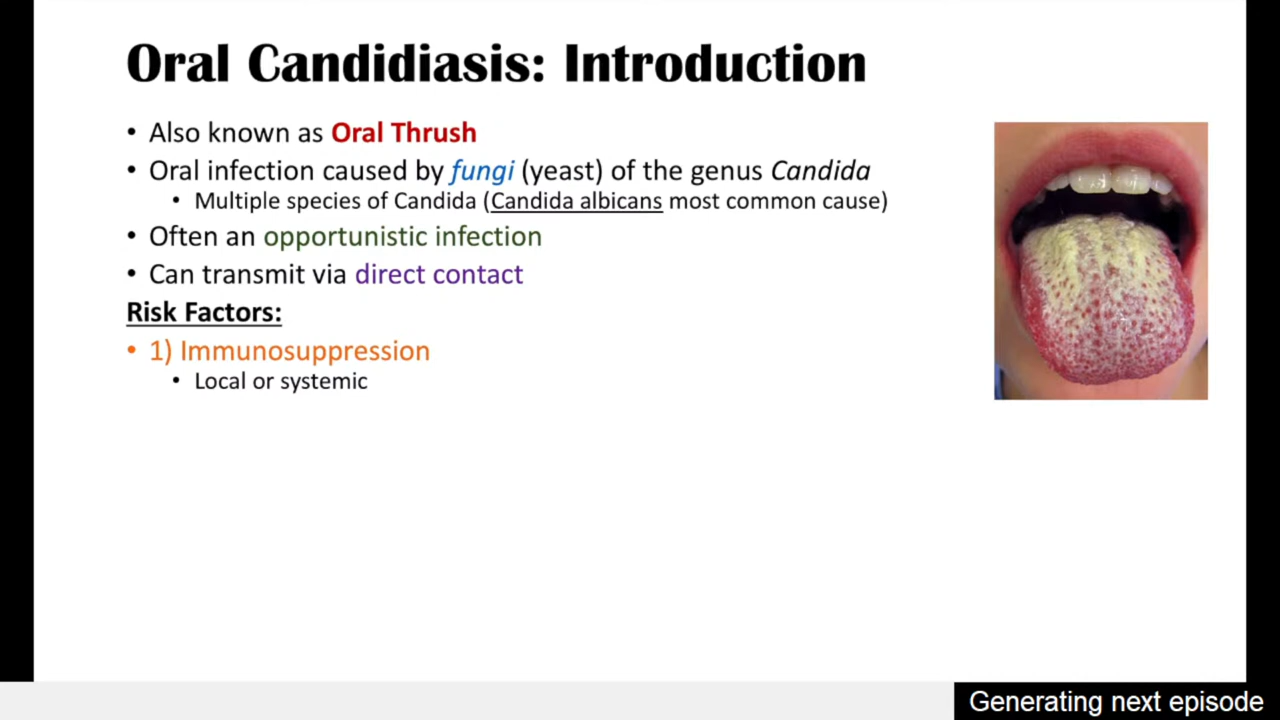 Oral Candidiasis: Introduction
• Also known as Oral Thrush
• Oral infection caused by fungi (yeast) of the genus Candida
• Multiple species of Candida (Candida albicans most common cause)
• Often an opportunistic infection
• Can transmit via direct contact
Risk Factors:
• 1) Immunosuppression
• Local or systemic
Generating next episode